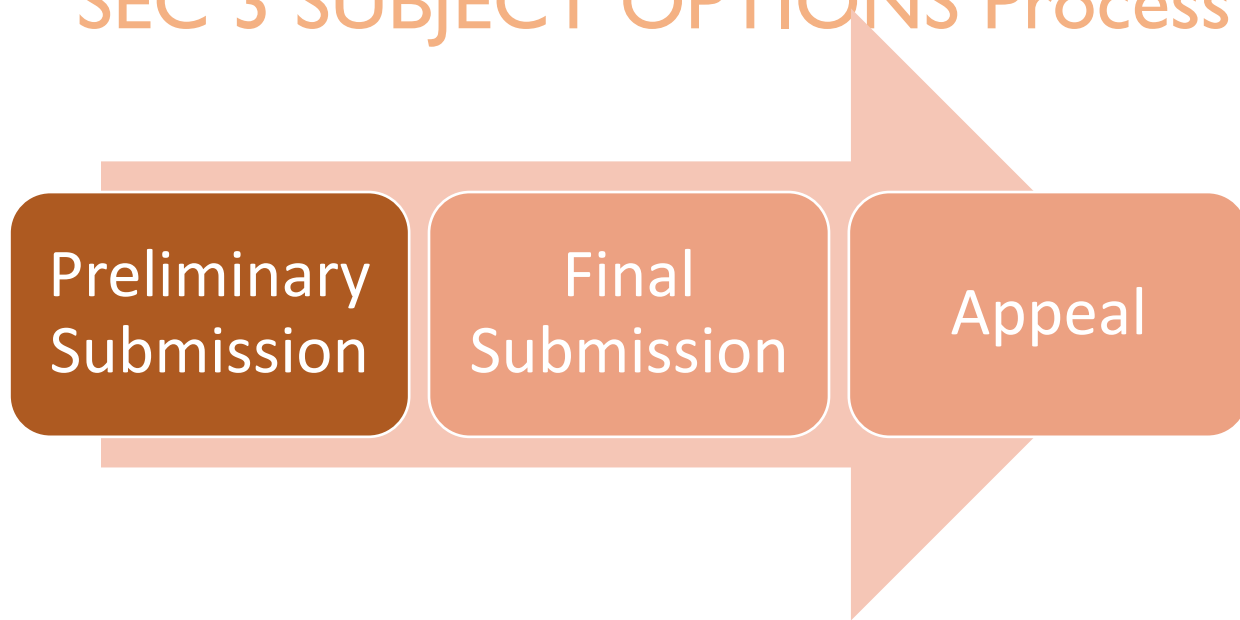 SEC 3 SUBJECT OPTIONS Process
Preliminary
Submission
Final
Submission
Appeal